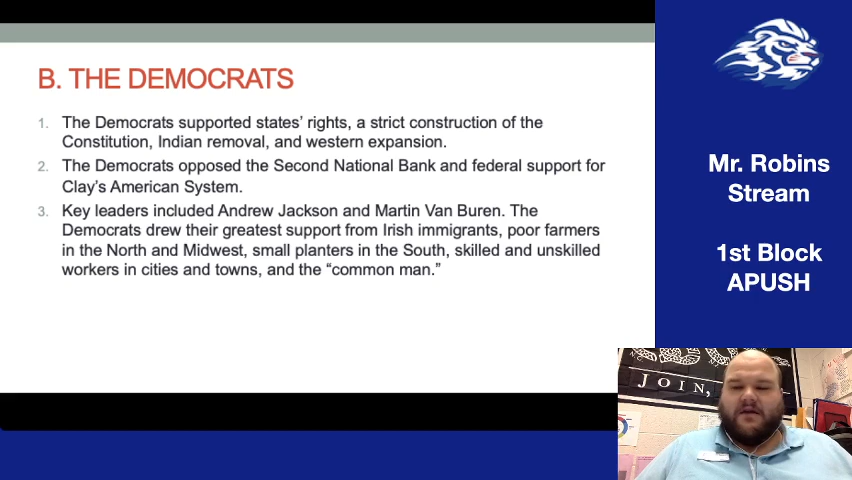 B. THE DEMOCRATS
1. The Democrats supported states' rights, a strict construction of the
Constitution, Indian removal, and western expansion.
2. The Democrats opposed the Second National Bank and federal support for
Clay's American System.
3. Key leaders included Andrew Jackson and Martin Van Buren. The
Democrats drew their greatest support from Irish immigrants, poor farmers
in the North and Midwest, small planters in the South, skilled and unskilled
workers in cities and towns, and the “common man.”
Mr. Robins
Stream
1st Block
APUSH
JOIN,